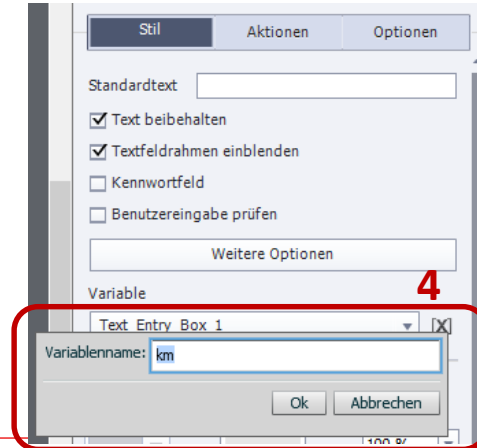 Stil Aktionen Optionen
Standardtext
Text beibehalten
Textfeldrahmen einblenden
Kennwortfeld
Benutzereingabe prüfen
Weitere Optionen
4
Variable
Text_Entry_Box_1 [X]
Variablenname: km
Ok Abbrechen
100 %